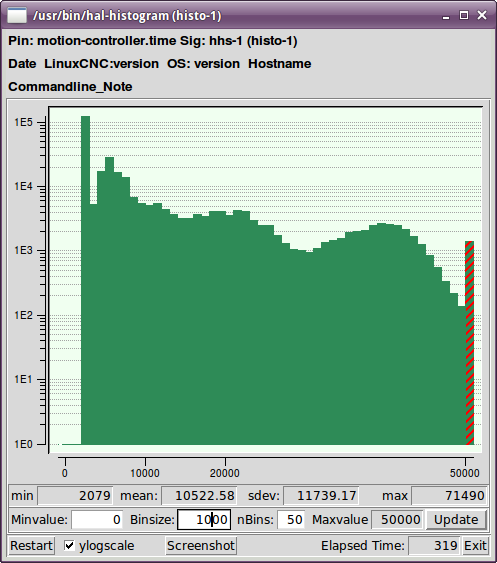 /usr/bin/hal-histogram (histo-1)
Pin: motion-controller.time Sig: hhs-1 (histo-1)
Date LinuxCNC:version OS: version Hostname
Commandline_Note
1E5
1E4
1E3
1E2
1E1
1E0
0 10000 20000 50000
min 2079 mean: 10522.58 sdev: 11739.17 max 71490
Minvalue: 0 Binsize: 1000 nBins: 50 Maxvalue 50000 Update
Restart ylogscale Screenshot Elapsed Time: 319 Exit